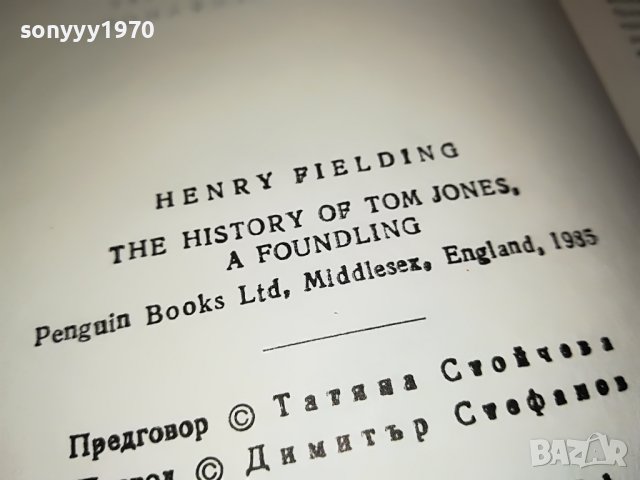 sonyyy1970
HENRY FIELDING
THE HISTORY OF TOM JONES,
A FOUNDLING
Penguin Books Ltd, Middlesex, England, 1985
Предговор © Татяна Стойчева
© Димитър Стефанов
BAZAR